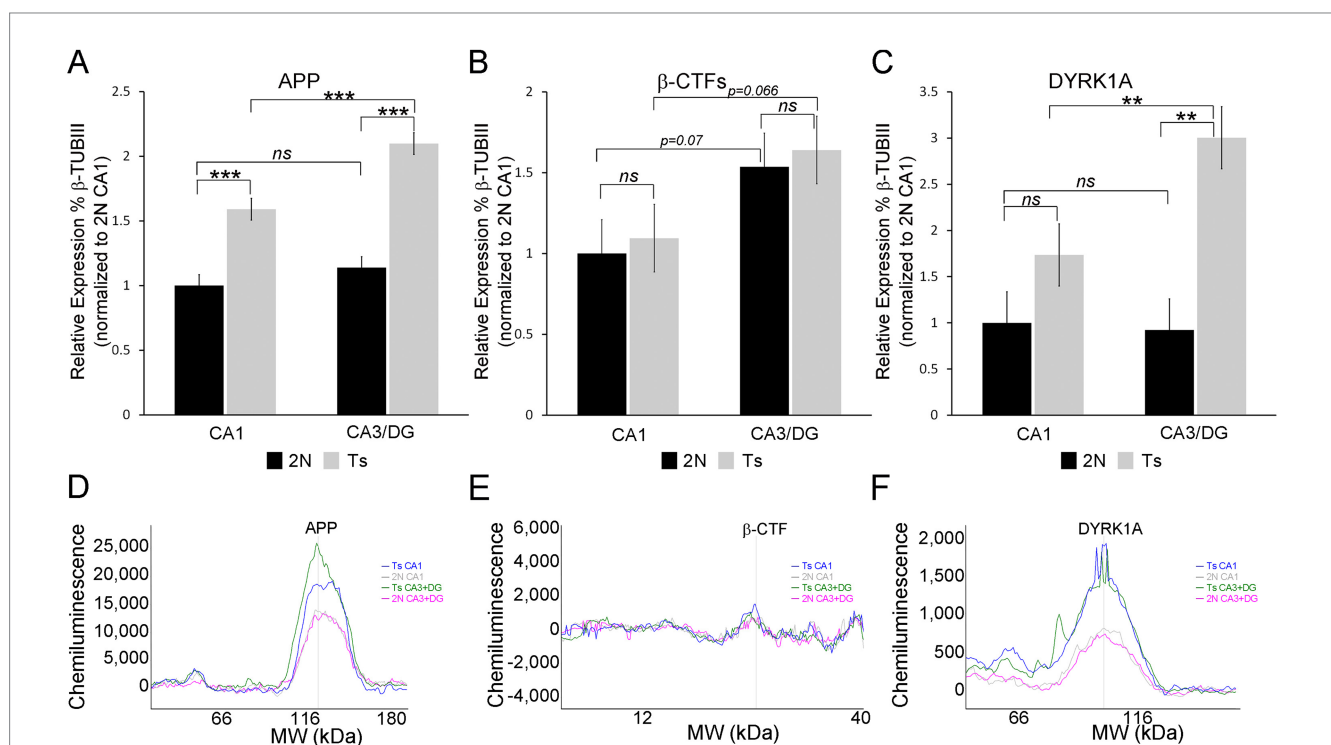 A
APP
Relative Expression % β-TUBIII
(normalized to 2N CA1)
2.5
2
1.5
1
0.5
0
***
***
ns
***
CA1
CA3/DG
2N
Ts
B
β-CTFs
Relative Expression % β-TUBIII
(normalized to 2N CA1)
2
1.5
1
0.5
0
p=0.066
ns
p=0.07
ns
CA1
CA3/DG
2N
Ts
C
DYRK1A
Relative Expression % β-TUBIII
(normalized to 2N CA1)
3.5
3
2.5
2
1.5
1
0.5
0
**
**
ns
ns
CA1
CA3/DG
2N
Ts
D
APP
Chemiluminescence
25,000
20,000
15,000
10,000
5,000
0
Ts CA1
2N CA1
Ts CA3+DG
2N CA3+DG
66
116
180
MW (kDa)
E
β-CTF
Chemiluminescence
6,000
4,000
2,000
0
-2,000
-4,000
Ts CA1
2N CA1
Ts CA3+DG
2N CA3+DG
12
40
MW (kDa)
F
DYRK1A
Chemiluminescence
2,000
1,500
1,000
500
0
Ts CA1
2N CA1
Ts CA3+DG
2N CA3+DG
66
116
MW (kDa)